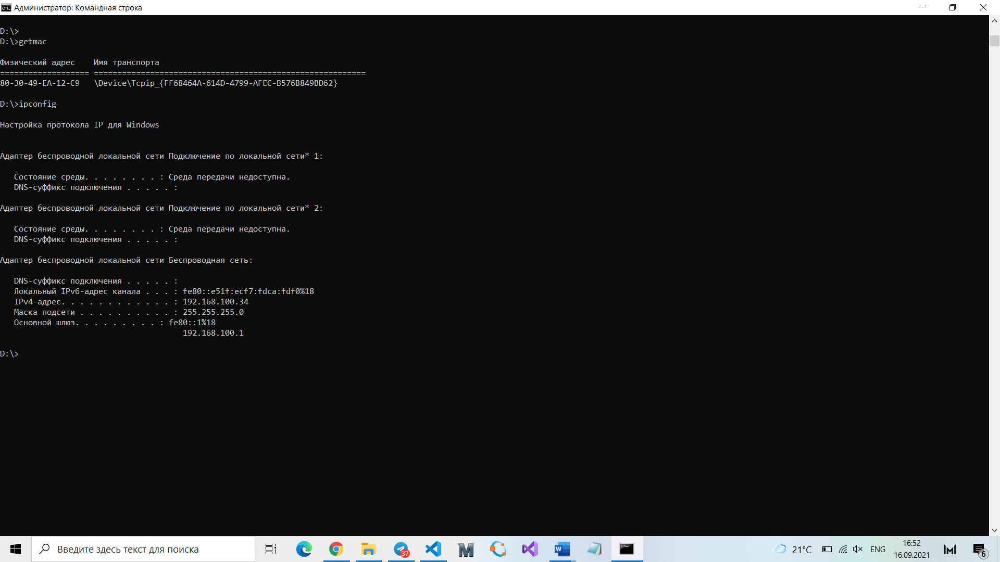 Администратор: Командная строка
D:\>
D:\>getmac
Физический адрес    Имя транспорта
=================== ==========================================================
80-30-49-EA-12-C9   \Device\Tcpip_{FF68464A-614D-4799-AFEC-B576B849BD62}
D:\>ipconfig
Настройка протокола IP для Windows
Адаптер беспроводной локальной сети Подключение по локальной сети* 1:
   Состояние среды. . . . . . . . : Среда передачи недоступна.
   DNS-суффикс подключения . . . . . :
Адаптер беспроводной локальной сети Подключение по локальной сети* 2:
   Состояние среды. . . . . . . . : Среда передачи недоступна.
   DNS-суффикс подключения . . . . . :
Адаптер беспроводной локальной сети Беспроводная сеть:
   DNS-суффикс подключения . . . . . :
   Локальный IPv6-адрес канала . . . : fe80::e51f:ecf7:fdca:fdf0%18
   IPv4-адрес. . . . . . . . . . . . : 192.168.100.34
   Маска подсети . . . . . . . . . . : 255.255.255.0
   Основной шлюз. . . . . . . . . : fe80::1%18
                                       192.168.100.1
D:\>
Введите здесь текст для поиска
37
21°C
ENG
16:52
16.09.2021
6